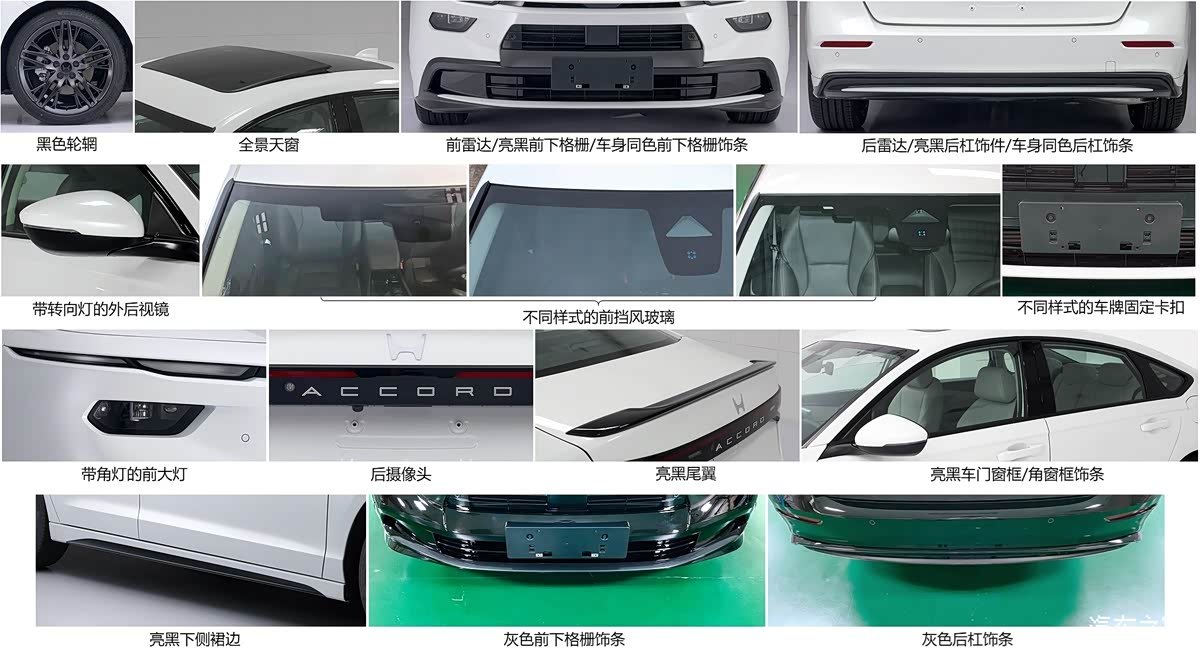 黑色轮辋
全景天窗
前雷达/亮黑前下格栅/车身同色前下格栅饰条
后雷达/亮黑后杠饰件/车身同色后杠饰条
带转向灯的外后视镜
不同样式的前挡风玻璃
不同样式的车牌固定卡扣
ACCORD
ACCORD
带角灯的前大灯
后摄像头
亮黑尾翼
亮黑车门窗框/角窗框饰条
亮黑下侧裙边
灰色前下格栅饰条
灰色后杠饰条